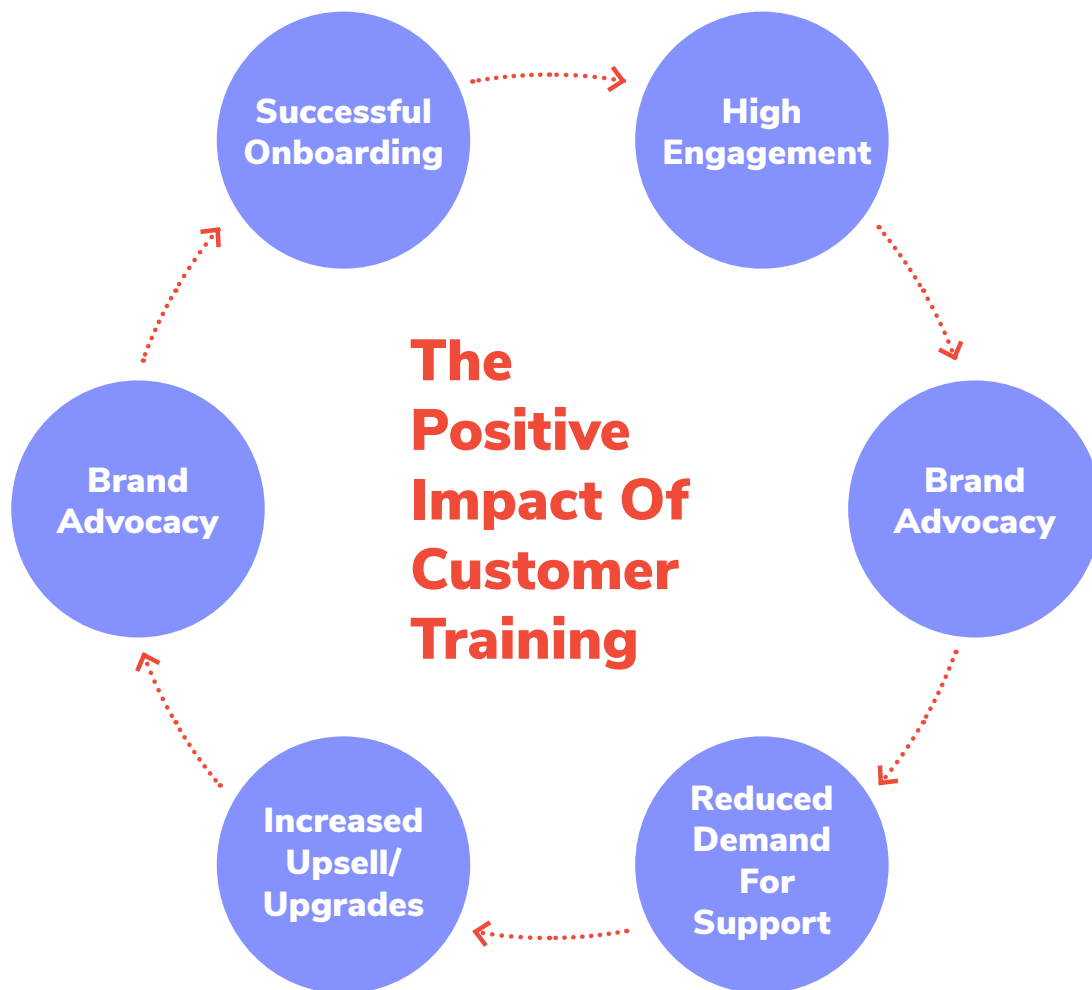 Successful
Onboarding
High
Engagement
The
Positive
Impact Of
Customer
Training
Brand
Advocacy
Brand
Advocacy
Reduced
Demand
For
Support
Increased
Upsell/
Upgrades